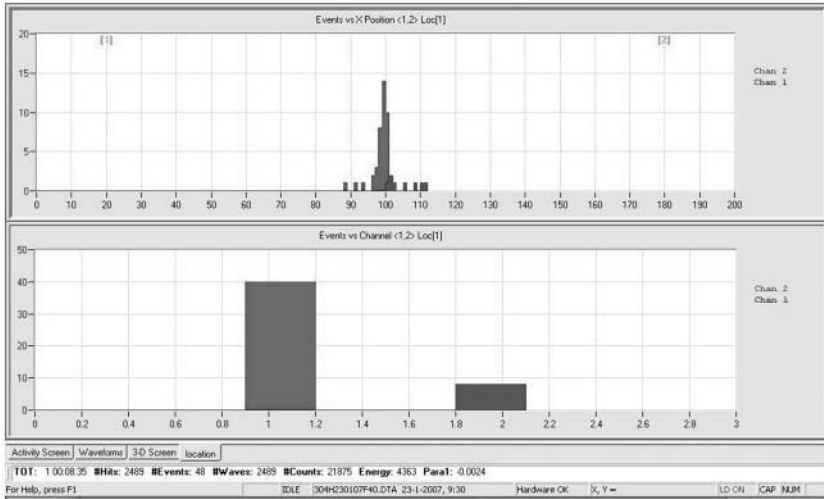 Events vs X Position <1,2> Loc[1]
20
15
10
5
0
[1]
[2]
Chan 2
Chan 1
0 10 20 30 40 50 60 70 80 90 100 110 120 130 140 150 160 170 180 190 200
Events vs Channel <1,2> Loc[1]
50
40
30
20
10
0
Chan 2
Chan 1
0 0.2 0.4 0.6 0.8 1 1.2 1.4 1.6 1.8 2 2.2 2.4 2.6 2.8 3
Activity Screen Waveforms 3-D Screen location
TOT: 1 00:08:35 #Hits: 2489 #Events: 48 #Waves: 2489 #Counts: 21875 Energy: 4363 Para1: -0.0024
For Help, press F1 IDLE 304H230107F40.DTA 23-1-2007, 9:30 Hardware OK X, Y = LD ON CAP NUM